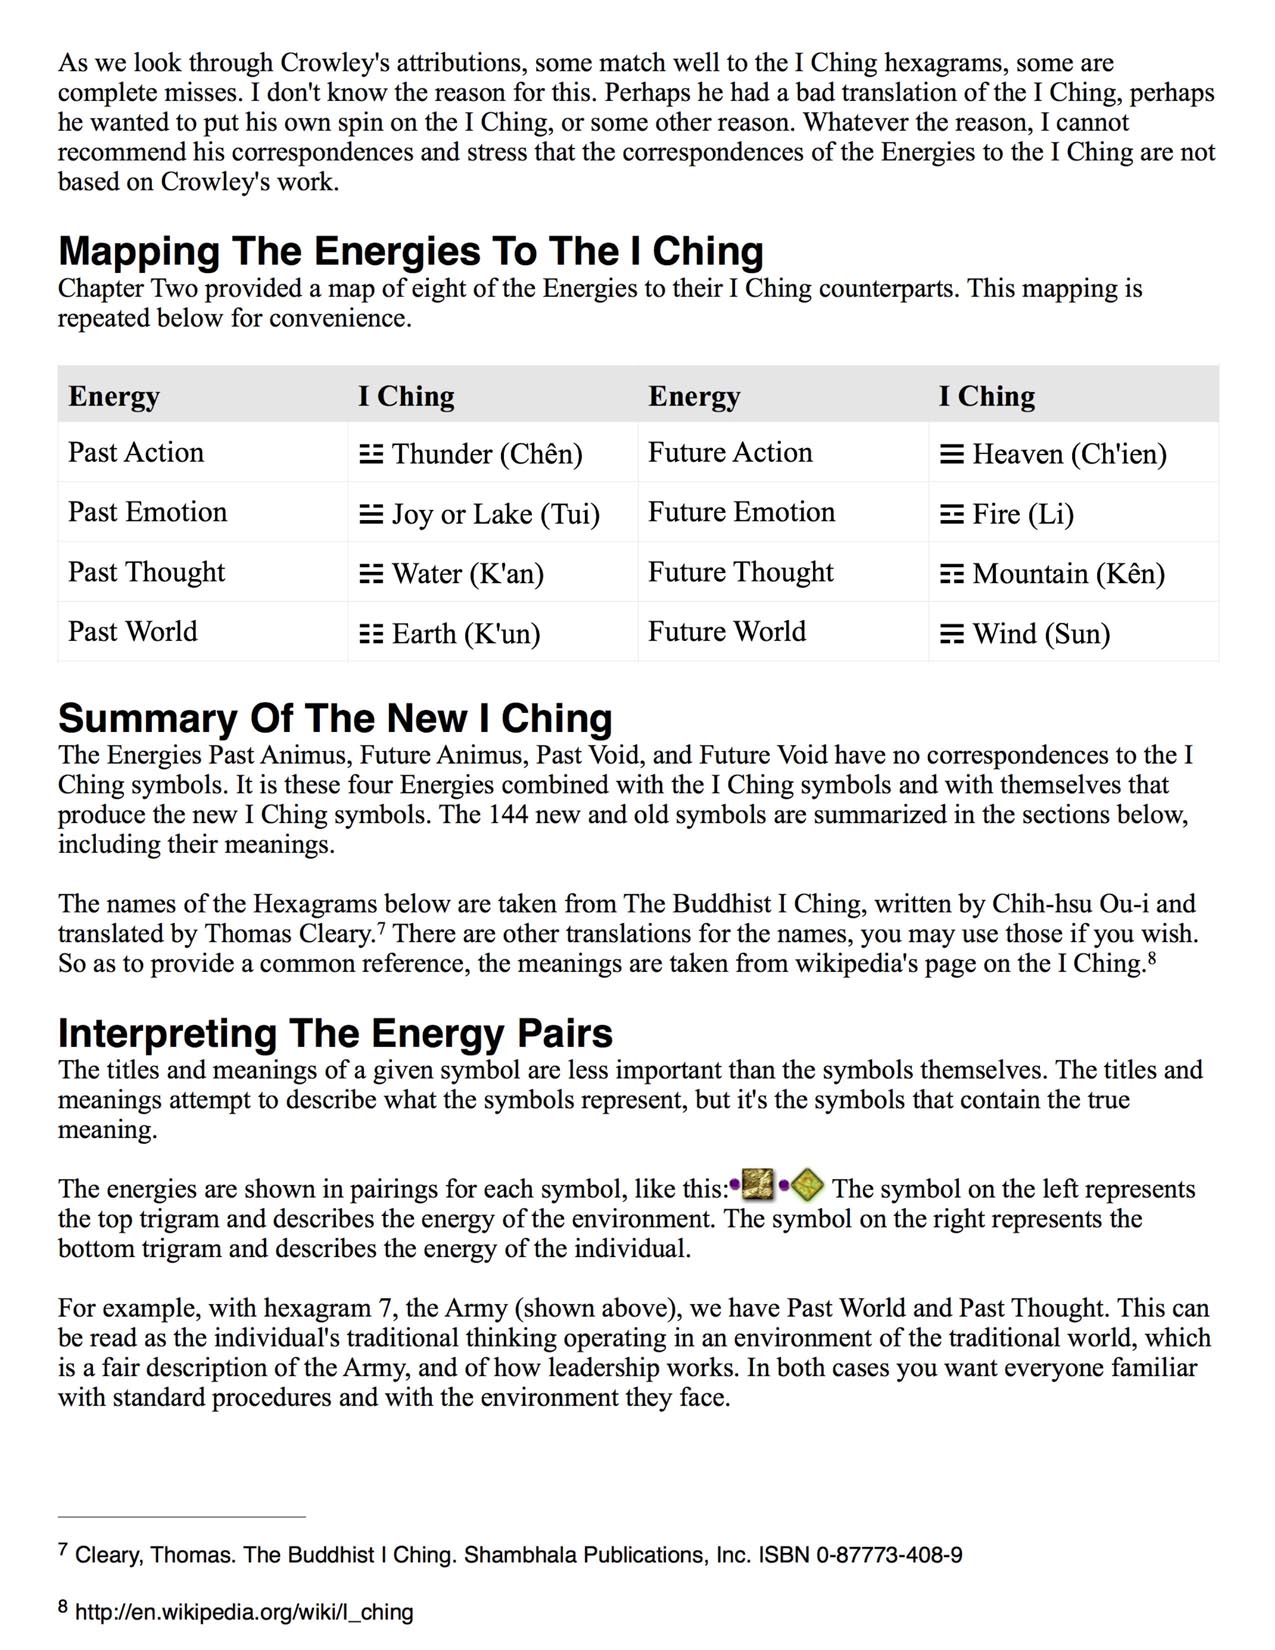 As we look through Crowley's attributions, some match well to the I Ching hexagrams, some are
complete misses. I don't know the reason for this. Perhaps he had a bad translation of the I Ching, perhaps
he wanted to put his own spin on the I Ching, or some other reason. Whatever the reason, I cannot
recommend his correspondences and stress that the correspondences of the Energies to the I Ching are not
based on Crowley's work.
Mapping The Energies To The I Ching
Chapter Two provided a map of eight of the Energies to their I Ching counterparts. This mapping is
repeated below for convenience.
Energy I Ching Energy I Ching
Past Action ☳ Thunder (Chên) Future Action ☰ Heaven (Ch'ien)
Past Emotion ☱ Joy or Lake (Tui) Future Emotion ☲ Fire (Li)
Past Thought ☵ Water (K'an) Future Thought ☶ Mountain (Kên)
Past World ☷ Earth (K'un) Future World ☴ Wind (Sun)
Summary Of The New I Ching
The Energies Past Animus, Future Animus, Past Void, and Future Void have no correspondences to the I
Ching symbols. It is these four Energies combined with the I Ching symbols and with themselves that
produce the new I Ching symbols. The 144 new and old symbols are summarized in the sections below,
including their meanings.
The names of the Hexagrams below are taken from The Buddhist I Ching, written by Chih-hsu Ou-i and
translated by Thomas Cleary.⁷ There are other translations for the names, you may use those if you wish.
So as to provide a common reference, the meanings are taken from wikipedia's page on the I Ching.⁸
Interpreting The Energy Pairs
The titles and meanings of a given symbol are less important than the symbols themselves. The titles and
meanings attempt to describe what the symbols represent, but it's the symbols that contain the true
meaning.
The energies are shown in pairings for each symbol, like this: The symbol on the left represents
the top trigram and describes the energy of the environment. The symbol on the right represents the
bottom trigram and describes the energy of the individual.
For example, with hexagram 7, the Army (shown above), we have Past World and Past Thought. This can
be read as the individual's traditional thinking operating in an environment of the traditional world, which
is a fair description of the Army, and of how leadership works. In both cases you want everyone familiar
with standard procedures and with the environment they face.
⁷ Cleary, Thomas. The Buddhist I Ching. Shambhala Publications, Inc. ISBN 0-87773-408-9
⁸ http://en.wikipedia.org/wiki/I_ching